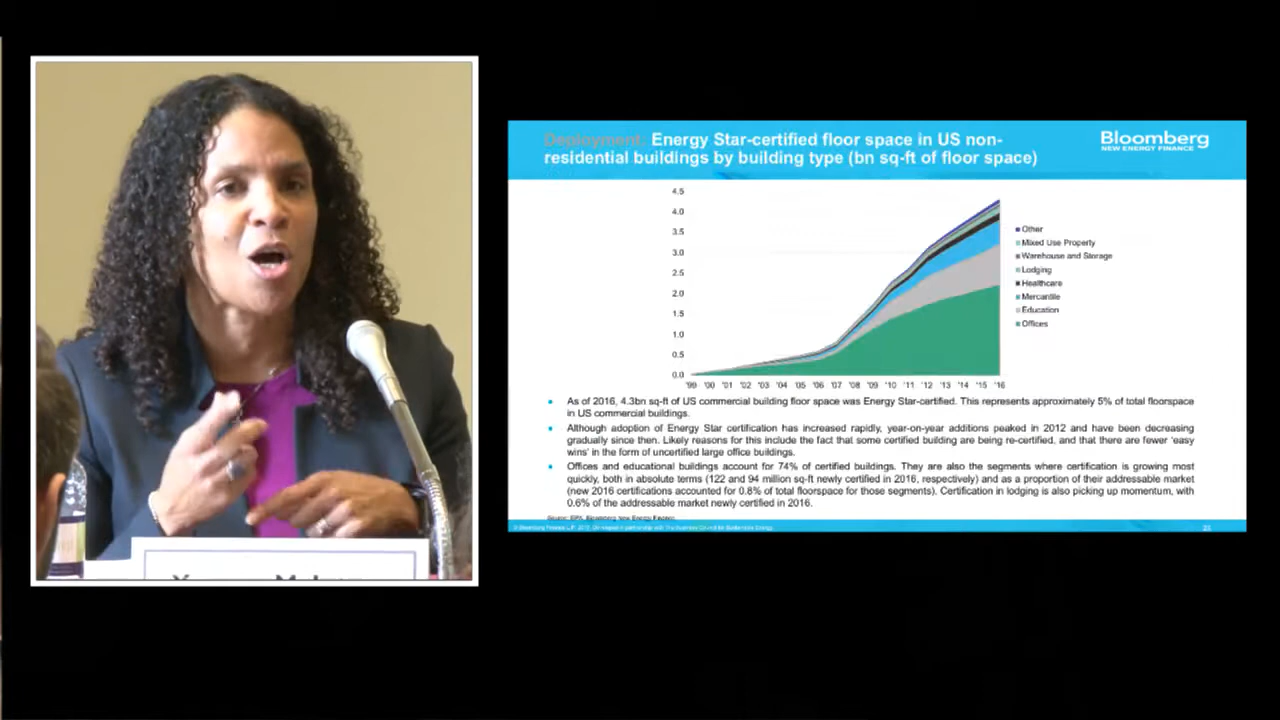 Deployment: Energy Star-certified floor space in US non-
residential buildings by building type (bn sq-ft of floor space)
Bloomberg
NEW ENERGY FINANCE
4.5
4.0
3.5
3.0
2.5
2.0
1.5
1.0
0.5
0.0
'99 '00 '01 '02 '03 '04 '05 '06 '07 '08 '09 '10 '11 '12 '13 '14 '15 '16
Other
Mixed Use Property
Warehouse and Storage
Lodging
Healthcare
Mercantile
Education
Offices
As of 2016, 4.3bn sq-ft of US commercial building floor space was Energy Star-certified. This represents approximately 5% of total floorspace
in US commercial buildings.
Although adoption of Energy Star certification has increased rapidly, year-on-year additions peaked in 2012 and have been decreasing
gradually since then. Likely reasons for this include the fact that some certified building are being re-certified, and that there are fewer 'easy
wins' in the form of uncertified large office buildings.
Offices and educational buildings account for 74% of certified buildings. They are also the segments where certification is growing most
quickly, both in absolute terms (122 and 94 million sq-ft newly certified in 2016, respectively) and as a proportion of their addressable market
(new 2016 certifications accounted for 0.8% of total floorspace for those segments). Certification in lodging is also picking up momentum, with
0.6% of the addressable market newly certified in 2016.
Source: EPA, Bloomberg New Energy Finance